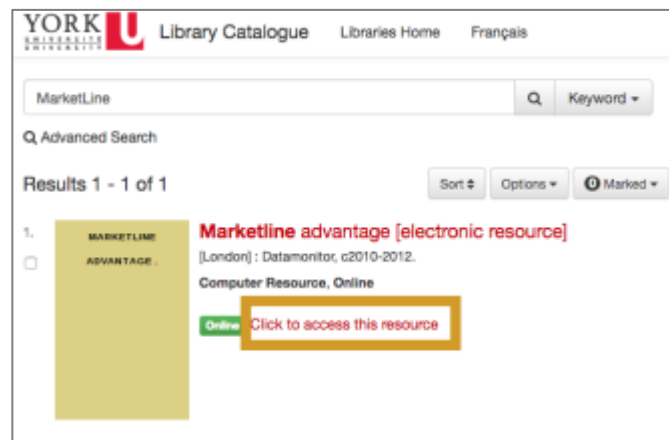 YORK U
UNIVERSITÉ
UNIVERSITY
Library Catalogue Libraries Home Français
MarketLine Keyword
Advanced Search
Results 1 - 1 of 1 Sort Options 0 Marked
1.
MARKETLINE
ADVANTAGE .
Marketline advantage [electronic resource]
[London] : Datamonitor, c2010-2012.
Computer Resource, Online
Online Click to access this resource